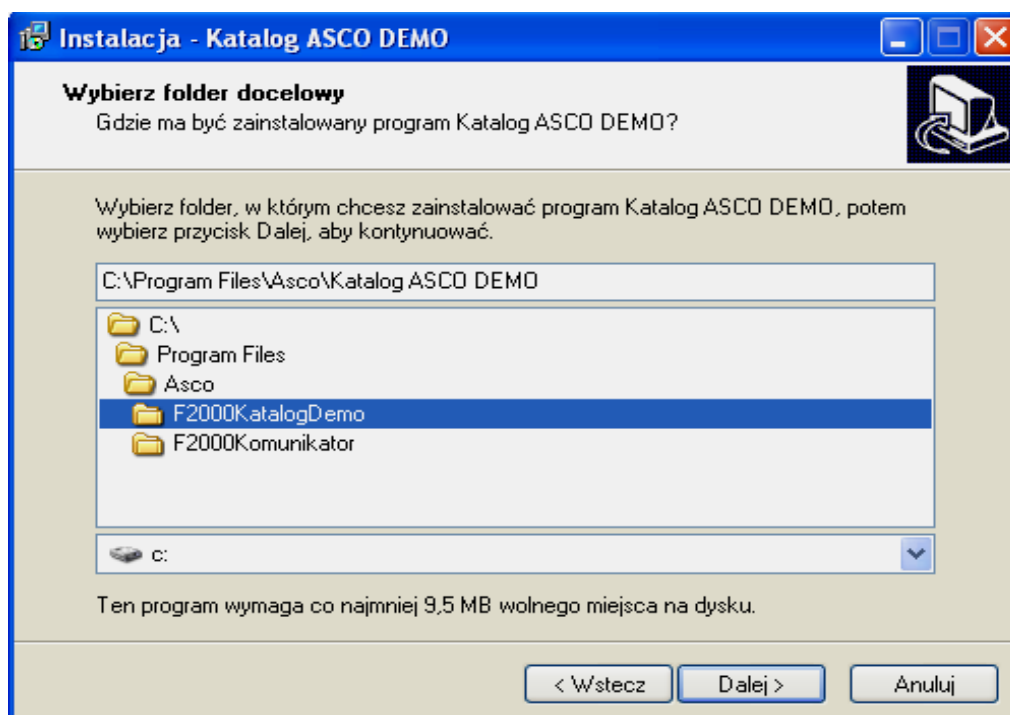 Instalacja - Katalog ASCO DEMO
Wybierz folder docelowy
Gdzie ma być zainstalowany program Katalog ASCO DEMO?
Wybierz folder, w którym chcesz zainstalować program Katalog ASCO DEMO, potem
wybierz przycisk Dalej, aby kontynuować.
C:\Program Files\Asco\Katalog ASCO DEMO
C:\
Program Files
Asco
F2000KatalogDemo
F2000Komunikator
c:
Ten program wymaga co najmniej 9,5 MB wolnego miejsca na dysku.
< Wstecz Dalej > Anuluj